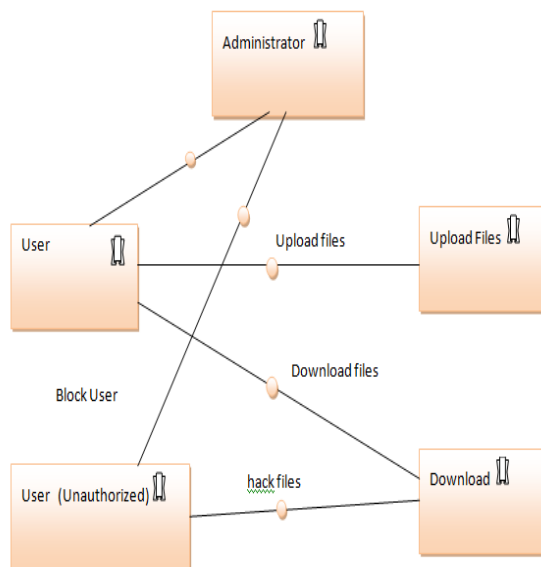 Administrator
User
Upload files
Upload Files
Download files
Block User
hack files
User (Unauthorized)
Download